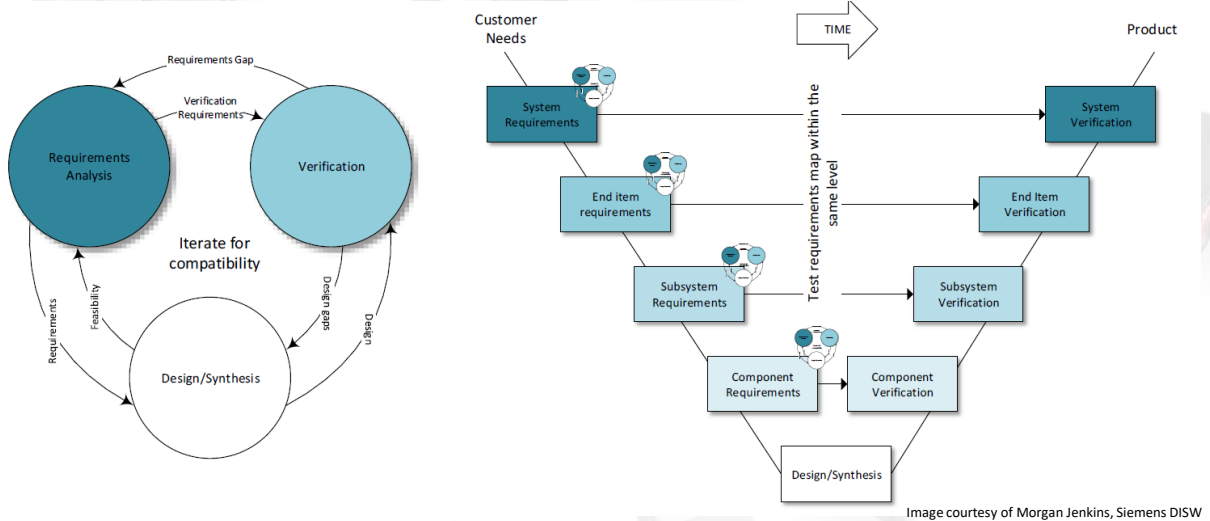 Requirements Gap
Verification
Requirements
Requirements
Analysis
Verification
Iterate for
compatibility
Requirements
Feasibility
Design gaps
Design
Design/Synthesis
Customer
Needs
TIME
Product
System
Requirements
System
Verification
End item
requirements
End Item
Verification
Subsystem
Requirements
Subsystem
Verification
Component
Requirements
Component
Verification
Design/Synthesis
Test requirements map within the
same level
Image courtesy of Morgan Jenkins, Siemens DISW